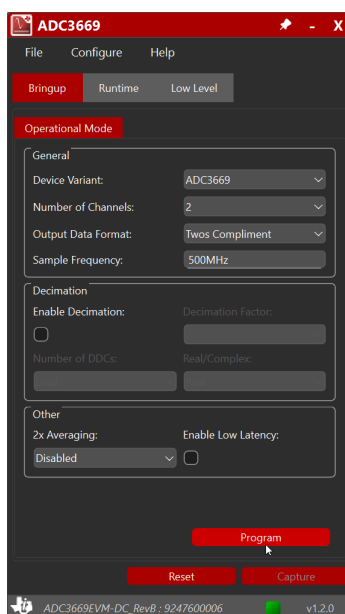 ADC3669 - X
File Configure Help
Bringup Runtime Low Level
Operational Mode
General
Device Variant: ADC3669
Number of Channels: 2
Output Data Format: Twos Compliment
Sample Frequency: 500MHz
Decimation
Enable Decimation: Decimation Factor:
Number of DDCs: Real/Complex:
Other
2x Averaging: Enable Low Latency:
Disabled
Program
Reset Capture
ADC3669EVM-DC_RevB : 9247600006 v1.2.0